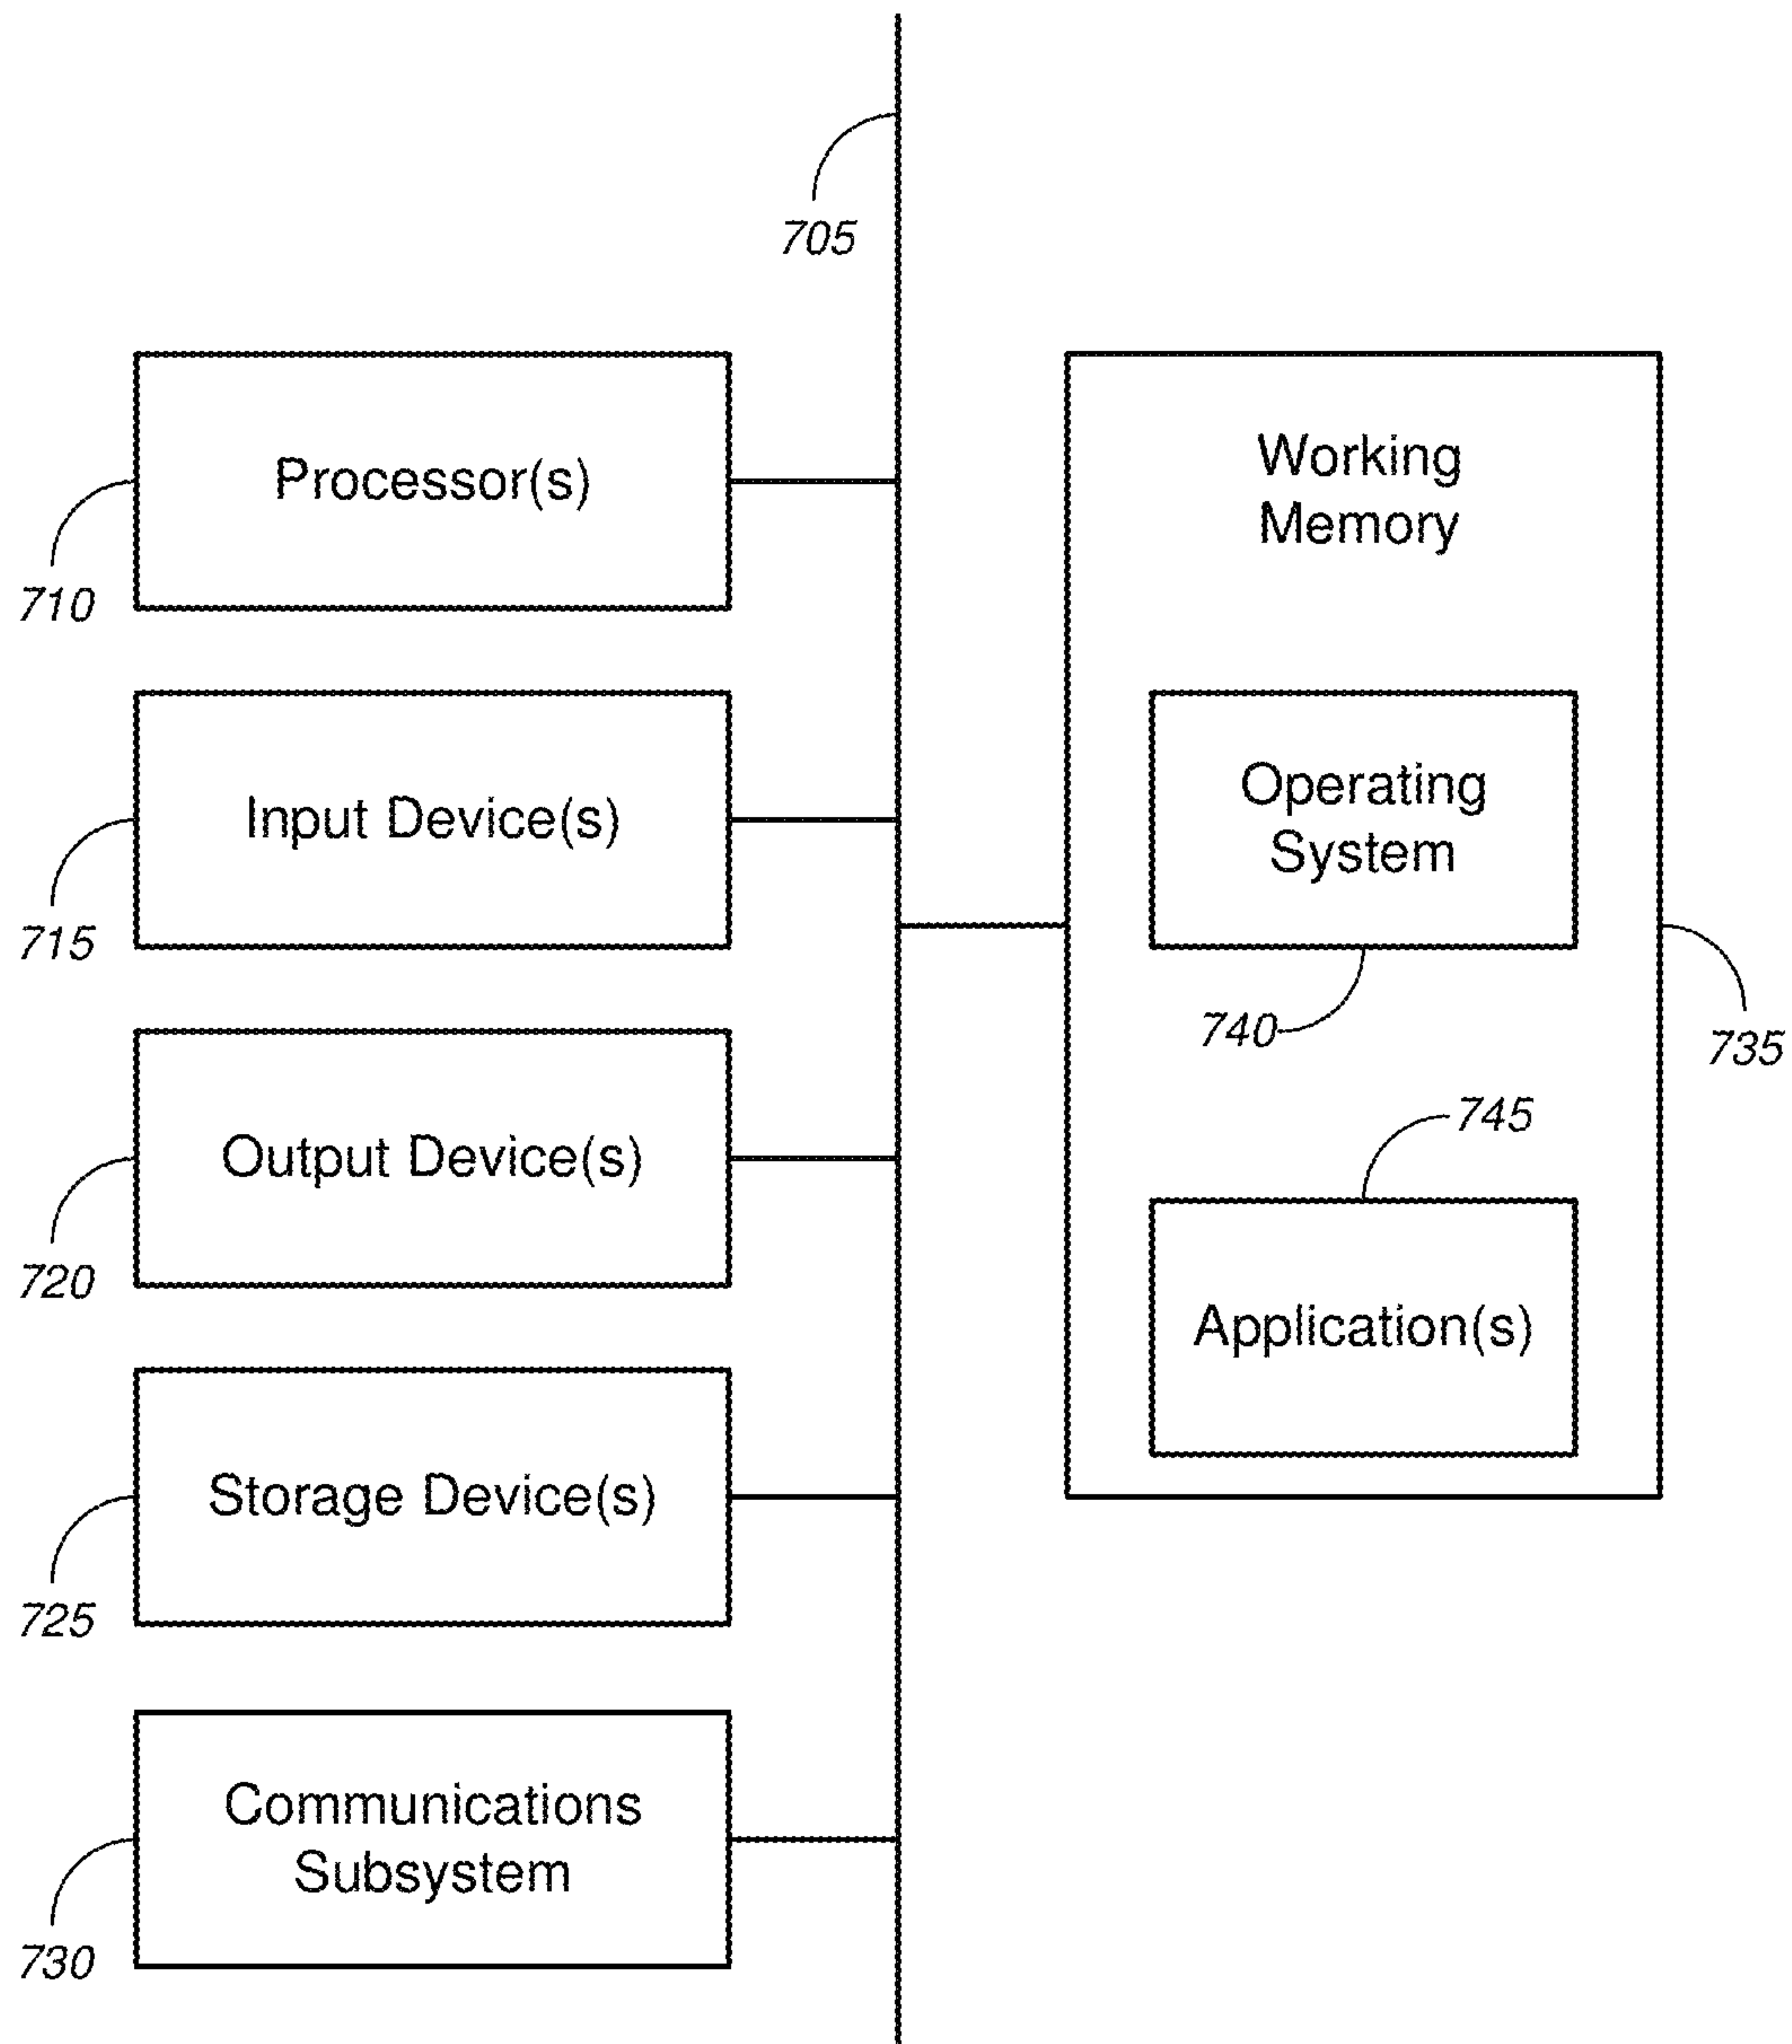 705
Processor(s)
710
Input Device(s)
715
Output Device(s)
720
Storage Device(s)
725
Communications
Subsystem
730
Working
Memory
Operating
System
740
735
745
Application(s)